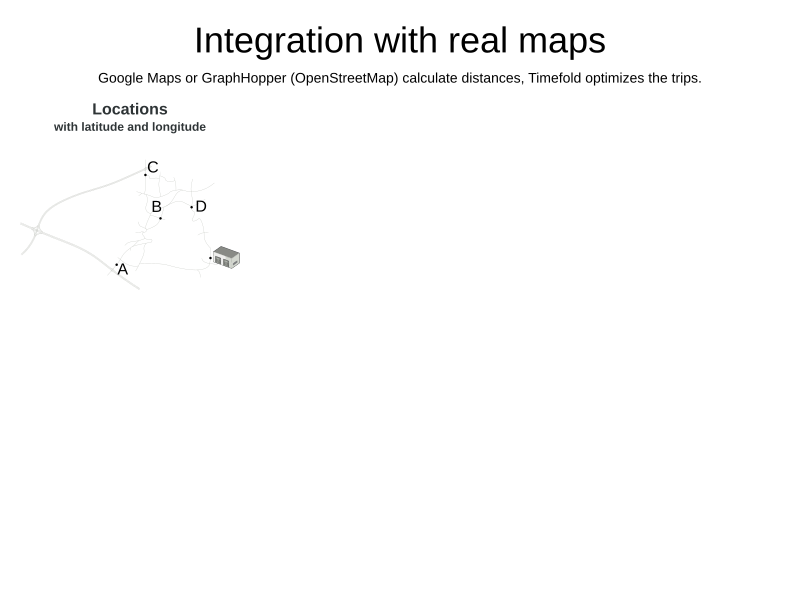 Integration with real maps
Google Maps or GraphHopper (OpenStreetMap) calculate distances, Timefold optimizes the trips.
Locations
with latitude and longitude
C
B
D
A